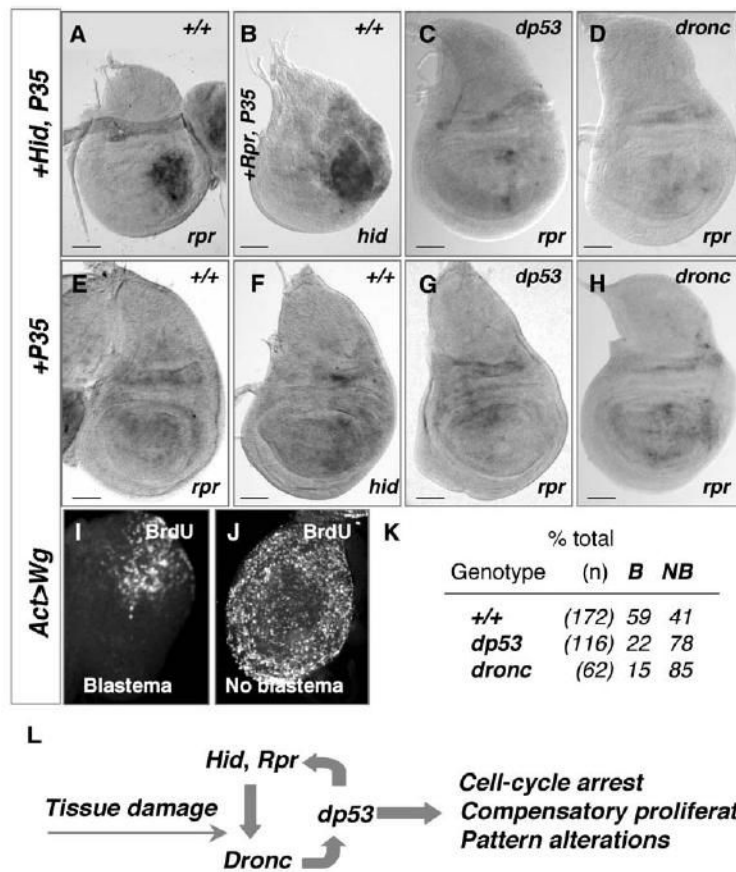 +Hid, P35
A +/+ rpr
B +/+ +Rpr, P35 hid
C dp53 rpr
D dronc rpr
+P35
E +/+ rpr
F +/+ hid
G dp53 rpr
H dronc rpr
Act>Wg
I BrdU
Blastema
J BrdU
No blastema
K
% total
Genotype (n) B NB
+/+ (172) 59 41
dp53 (116) 22 78
dronc (62) 15 85
L
Hid, Rpr
Tissue damage
dp53
Dronc
Cell-cycle arrest
Compensatory proliferat
Pattern alterations